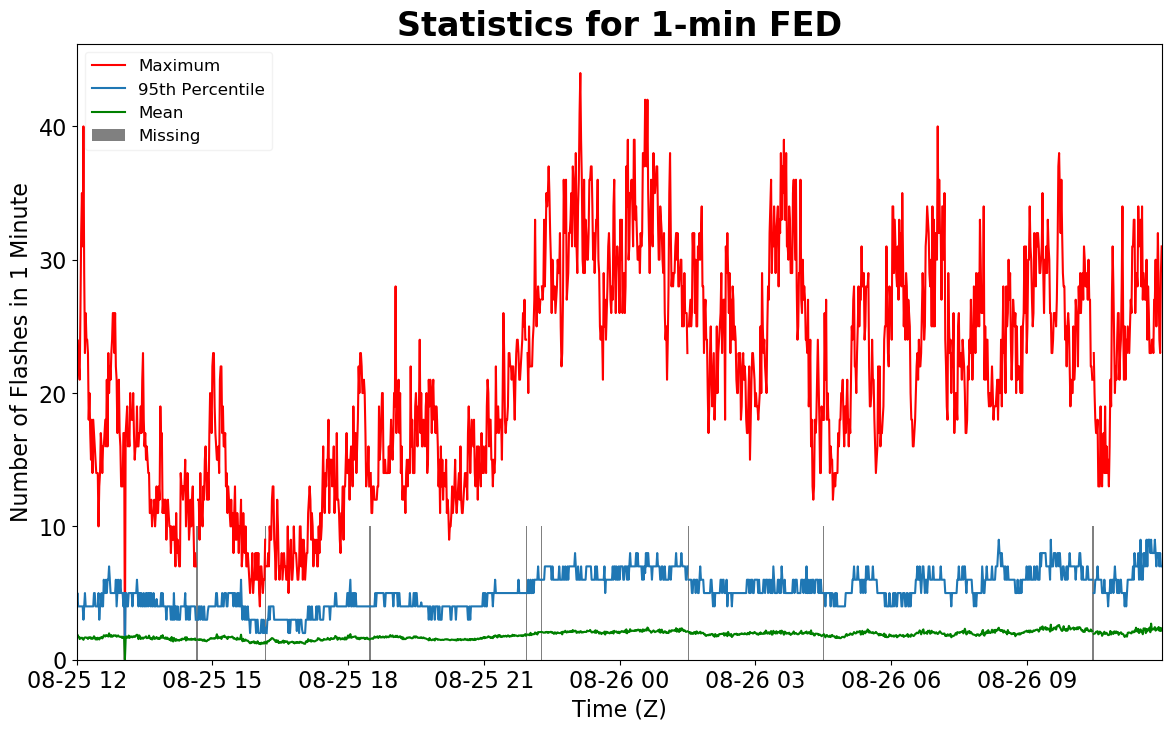 Statistics for 1-min FED
Maximum
95th Percentile
Mean
Missing
Number of Flashes in 1 Minute
40
30
20
10
0
08-25 12 08-25 15 08-25 18 08-25 21 08-26 00 08-26 03 08-26 06 08-26 09
Time (Z)